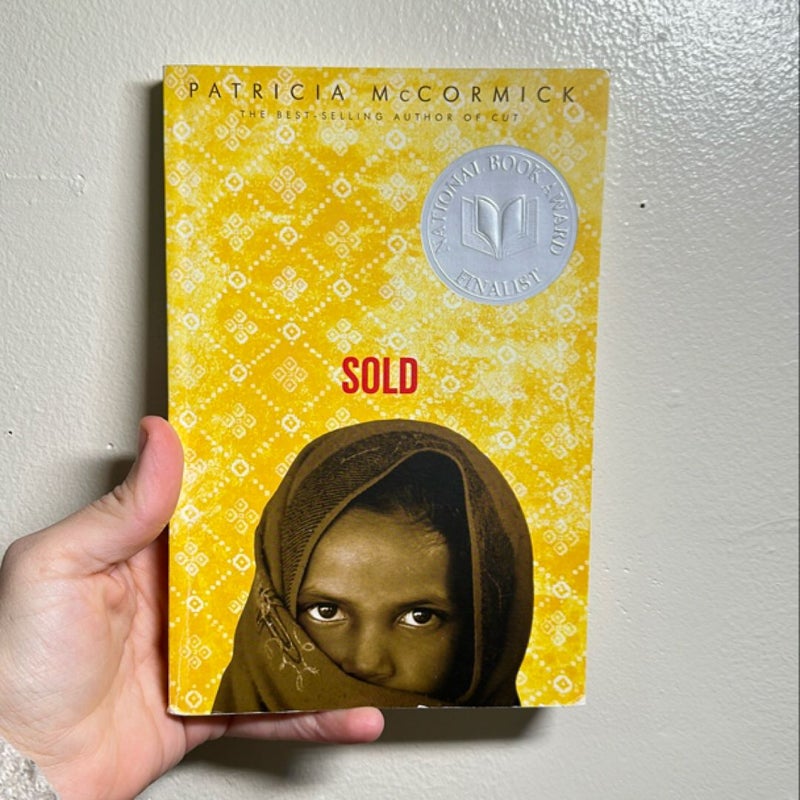 PATRICIA McCORMICK
THE BEST-SELLING AUTHOR OF CUT
NATIONAL BOOK AWARD
FINALIST
SOLD